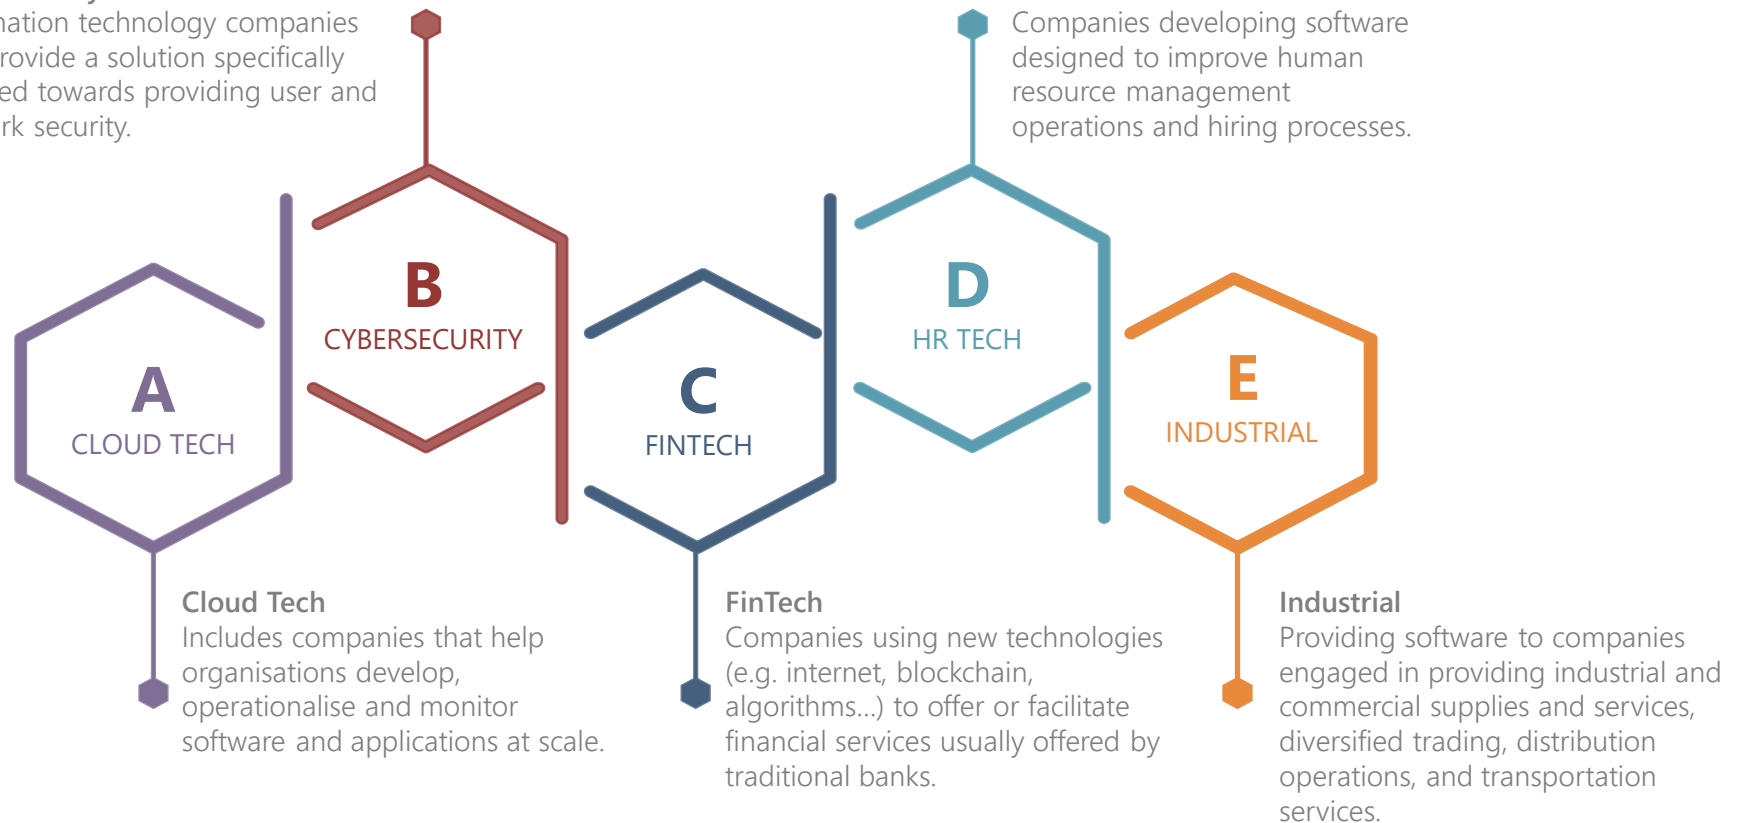 technology companies
a solution specifically
towards providing user and
security.
Companies developing software
designed to improve human
resource management
operations and hiring processes.
A
CLOUD TECH
B
CYBERSECURITY
C
FINTECH
D
HR TECH
E
INDUSTRIAL
Cloud Tech
Includes companies that help
organisations develop,
operationalise and monitor
software and applications at scale.
FinTech
Companies using new technologies
(e.g. internet, blockchain,
algorithms...) to offer or facilitate
financial services usually offered by
traditional banks.
Industrial
Providing software to companies
engaged in providing industrial and
commercial supplies and services,
diversified trading, distribution
operations, and transportation
services.